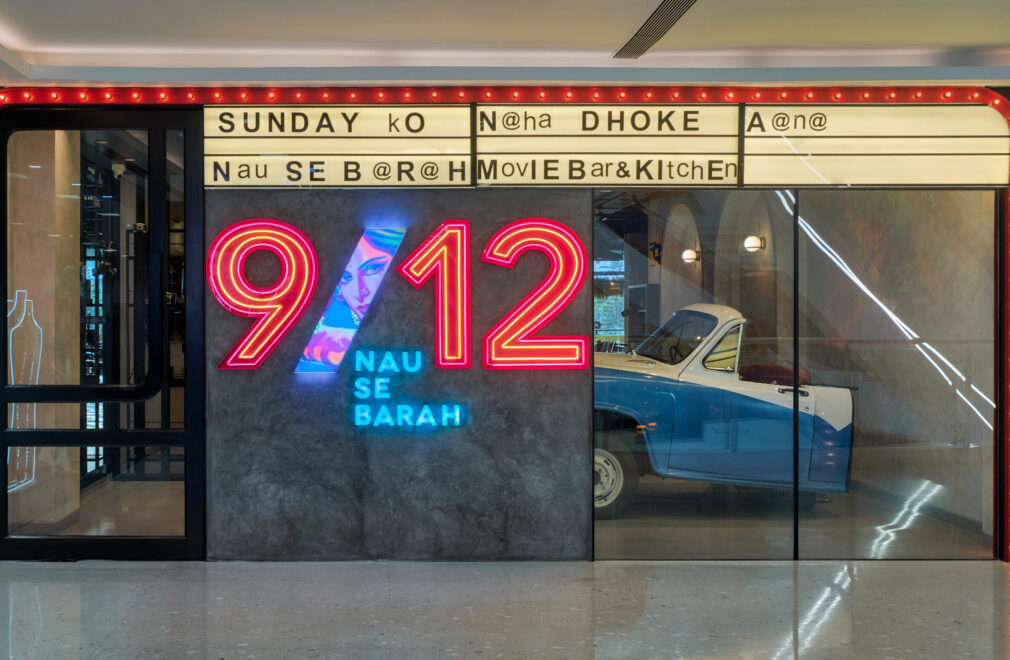 SUNDAY kO N@ha DHOKE A@n@
Nau SE B@R@H MovIE Bar&KItchEn
9/12
NAU
SE
BARAH